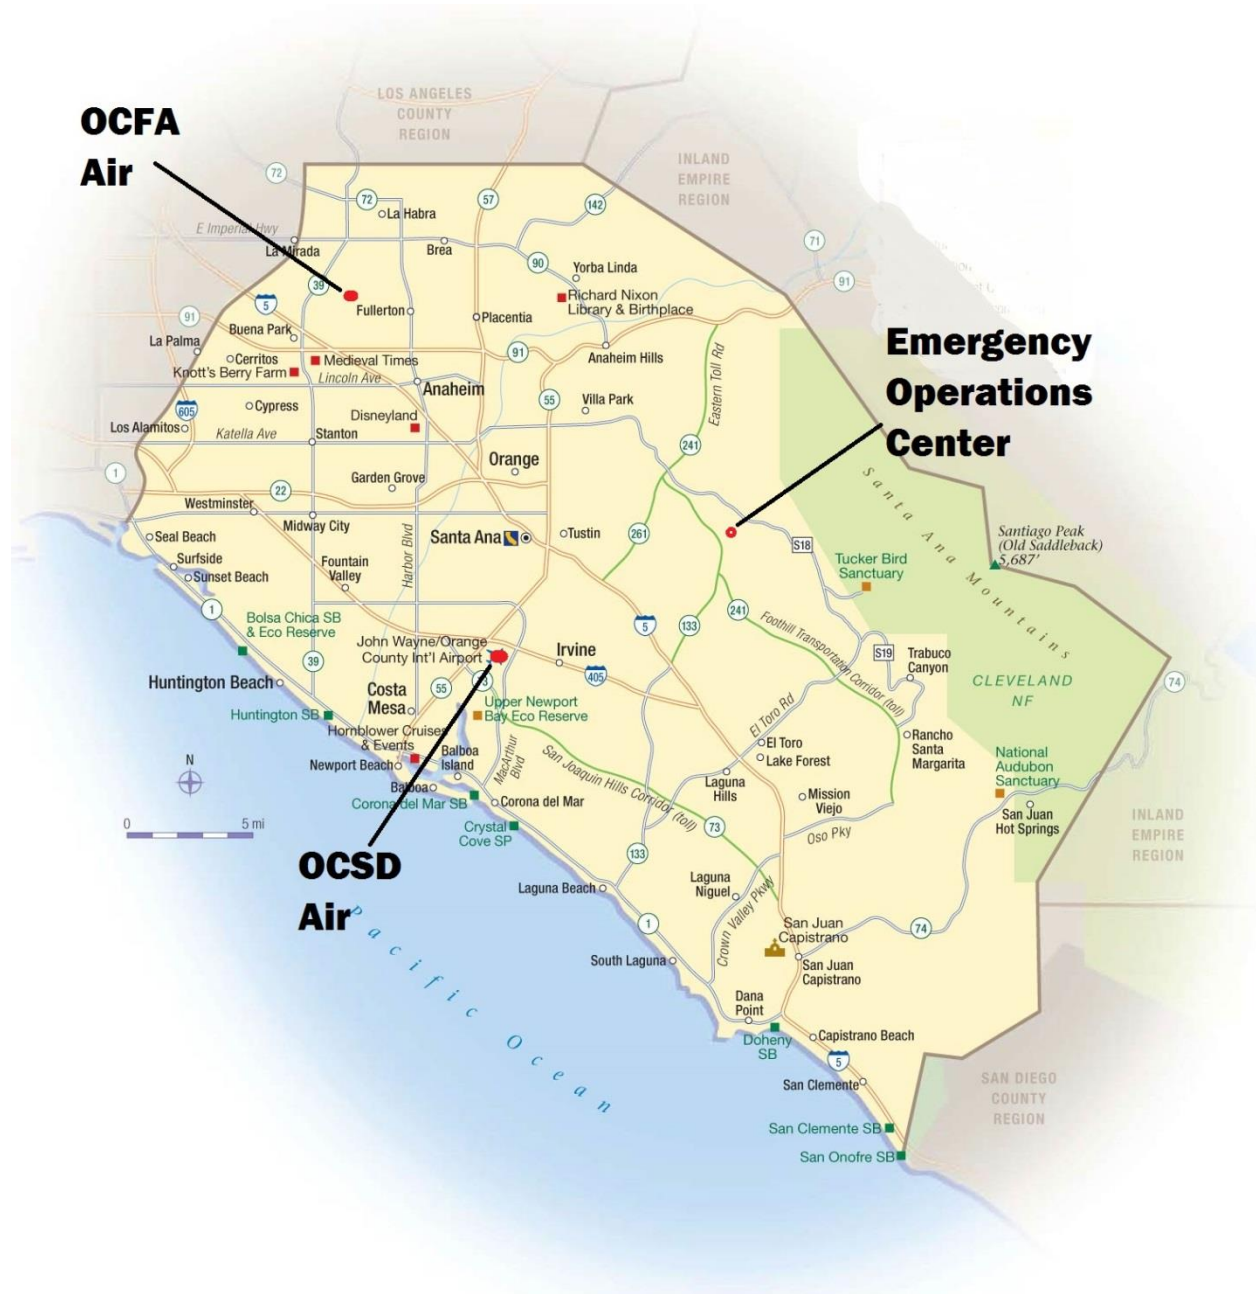 LOS ANGELES
COUNTY
REGION
OCFA
Air
INLAND
EMPIRE
REGION
72
72
57
142
La Habra
E Imperial Hwy
La Mirada
Brea
71
90
91
39
Yorba Linda
5
Richard Nixon
Library & Birthplace
Fullerton
Placentia
91
Buena Park
La Palma
Cerritos
Medieval Times
Knott's Berry Farm
Lincoln Ave
91
Anaheim Hills
Eastern Toll Rd
Emergency
Operations
Center
Anaheim
55
Villa Park
605
Cypress
Disneyland
Los Alamitos
Katella Ave
Stanton
241
Orange
1
Garden Grove
22
Westminster
Midway City
Harbor Blvd
Santa Ana
Tustin
261
S18
Santa Ana Mountains
Santiago Peak
(Old Saddleback)
5,687'
Seal Beach
Surfside
Sunset Beach
Fountain
Valley
Tucker Bird
Sanctuary
1
Bolsa Chica SB
& Eco Reserve
5
133
241
Foothill Transportation Corridor (toll)
John Wayne/Orange
County Int'l Airport
Irvine
405
S19
Trabuco
Canyon
39
Huntington Beach
Costa
Mesa
55
CLEVELAND
NF
74
Huntington SB
Upper Newport
Bay Eco Reserve
El Toro Rd
Hornblower Cruises
& Events
Newport Beach
Balboa
Island
MacArthur
Blvd
San Joaquin Hills Corridor (toll)
El Toro
Lake Forest
Rancho
Santa
Margarita
National
Audubon
Sanctuary
N
Balboa
Corona del Mar SB
Corona del Mar
Laguna
Hills
Mission
Viejo
San Juan
Hot Springs
0
5 mi
Crystal
Cove SP
73
Oso Pky
INLAND
EMPIRE
REGION
133
OCSD
Air
Laguna Beach
Laguna
Niguel
Crown Valley Pkwy
1
San Juan
Capistrano
74
South Laguna
San Juan
Capistrano
Pacific Ocean
Dana
Point
Doheny
SB
Capistrano Beach
5
San Clemente
SAN DIEGO
COUNTY
REGION
San Clemente SB
San Onofre SB